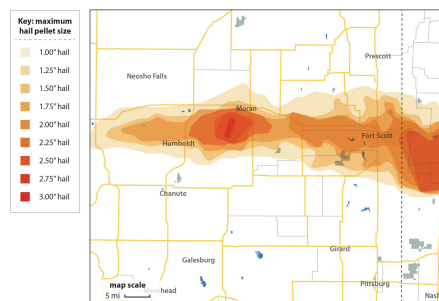 Key: maximum
hail pellet size
1.00" hail
1.25" hail
1.50" hail
1.75" hail
2.00" hail
2.25" hail
2.50" hail
2.75" hail
3.00" hail
Prescott
Neosho Falls
Moran
Fort Scott
Humboldt
Chanute
Galesburg
Girard
map scale
5 mi
Pittsburg